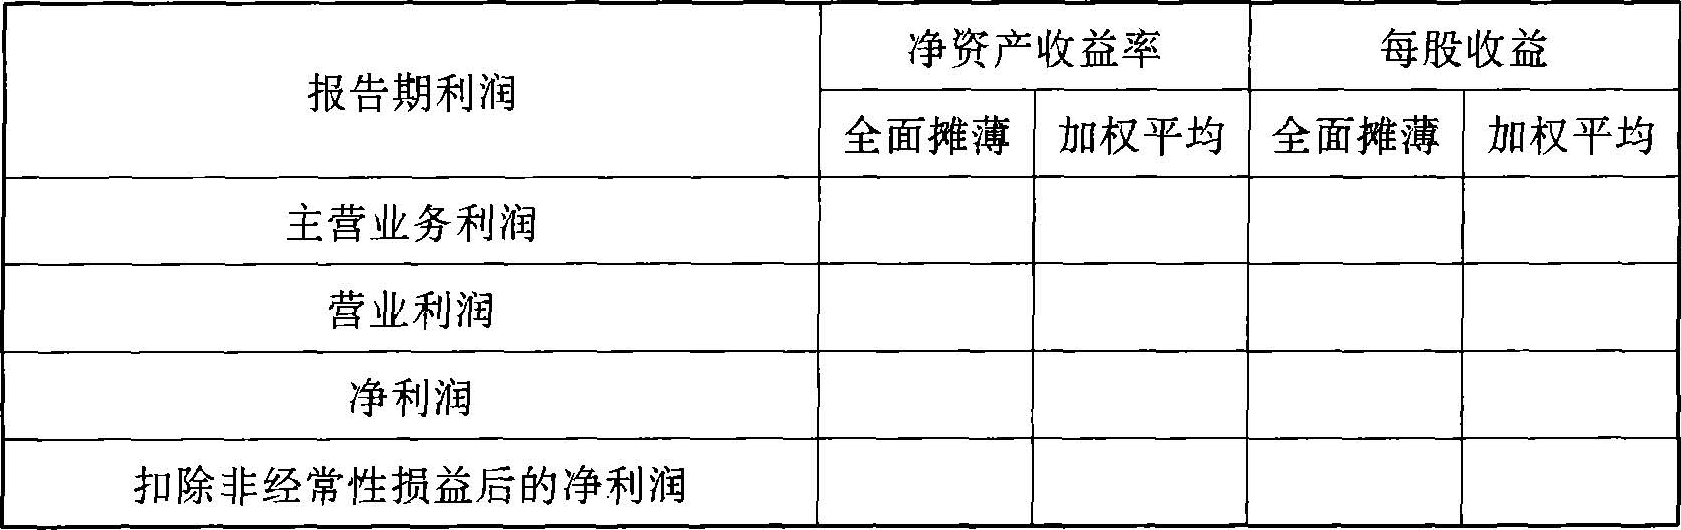 报告期利润
净资产收益率
每股收益
全面摊薄
加权平均
全面摊薄
加权平均
主营业务利润
营业利润
净利润
扣除非经常性损益后的净利润